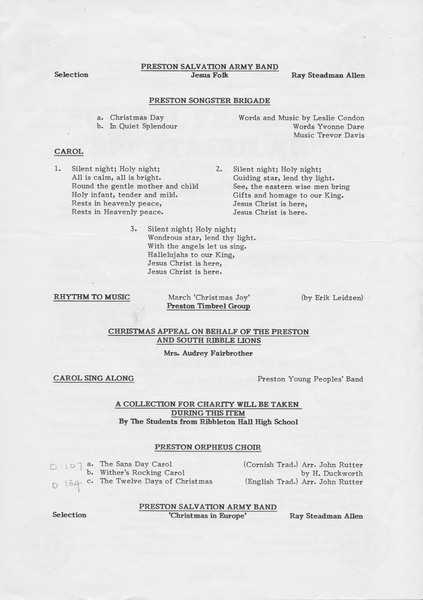 PRESTON SALVATION ARMY BAND
Selection Jesus Folk Ray Steadman Allen
PRESTON SONGSTER BRIGADE
a. Christmas Day Words and Music by Leslie Condon
b. In Quiet Splendour Words Yvonne Dare
Music Trevor Davis
CAROL
1. Silent night; Holy night;
All is calm, all is bright.
Round the gentle mother and child
Holy infant, tender and mild.
Rests in heavenly peace,
Rests in Heavenly peace.
2. Silent night; Holy night;
Guiding star, lend thy light.
See, the eastern wise men bring
Gifts and homage to our King.
Jesus Christ is here,
Jesus Christ is here.
3. Silent night; Holy night;
Wondrous star, lend thy light.
With the angels let us sing.
Hallelujahs to our King,
Jesus Christ is here,
Jesus Christ is here.
RHYTHM TO MUSIC March 'Christmas Joy' (by Erik Leidzen)
Preston Timbrel Group
CHRISTMAS APPEAL ON BEHALF OF THE PRESTON
AND SOUTH RIBBLE LIONS
Mrs. Audrey Fairbrother
CAROL SING ALONG Preston Young Peoples' Band
A COLLECTION FOR CHARITY WILL BE TAKEN
DURING THIS ITEM
By The Students from Ribbleton Hall High School
PRESTON ORPHEUS CHOIR
0.107 a. The Sans Day Carol (Cornish Trad.) Arr. John Rutter
b. Wither's Rocking Carol by H. Duckworth
0 134 c. The Twelve Days of Christmas (English Trad.) Arr. John Rutter
PRESTON SALVATION ARMY BAND
Selection 'Christmas in Europe' Ray Steadman Allen